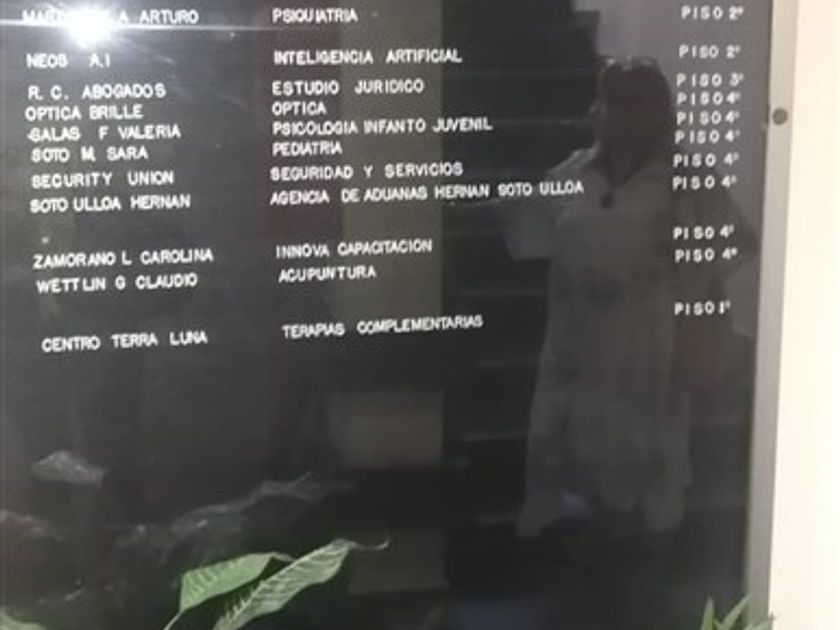 A ARTURO PSIQUIATRIA PISO 2º
NEOS A.I INTELIGENCIA ARTIFICIAL PISO 2º
R. C. ABOGADOS ESTUDIO JURIDICO PISO 3º
OPTICA BRILLE OPTICA PISO 4º
SALAS F VALERIA PSICOLOGIA INFANTO JUVENIL PISO 4º
SOTO M. SARA PEDIATRIA PISO 4º
SECURITY UNION SEGURIDAD Y SERVICIOS PISO 4º
SOTO ULLOA HERNAN AGENCIA DE ADUANAS HERNAN SOTO ULLOA PISO 4º
ZAMORANO L CAROLINA INNOVA CAPACITACION PISO 4º
WETTLIN G CLAUDIO ACUPUNTURA PISO 4º
CENTRO TERRA LUNA TERAPIAS COMPLEMENTARIAS PISO 1º